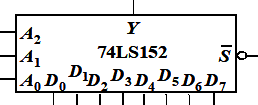 Y
A₂
74LS152
A₁ S̅
A₀ D₀ D₁ D₂ D₃ D₄ D₅ D₆ D₇